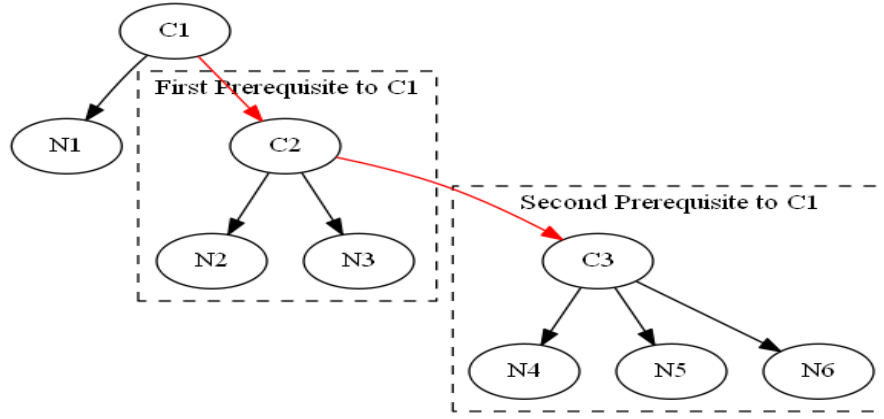 C1
First Prerequisite to C1
N1
C2
Second Prerequisite to C1
N2
N3
C3
N4
N5
N6